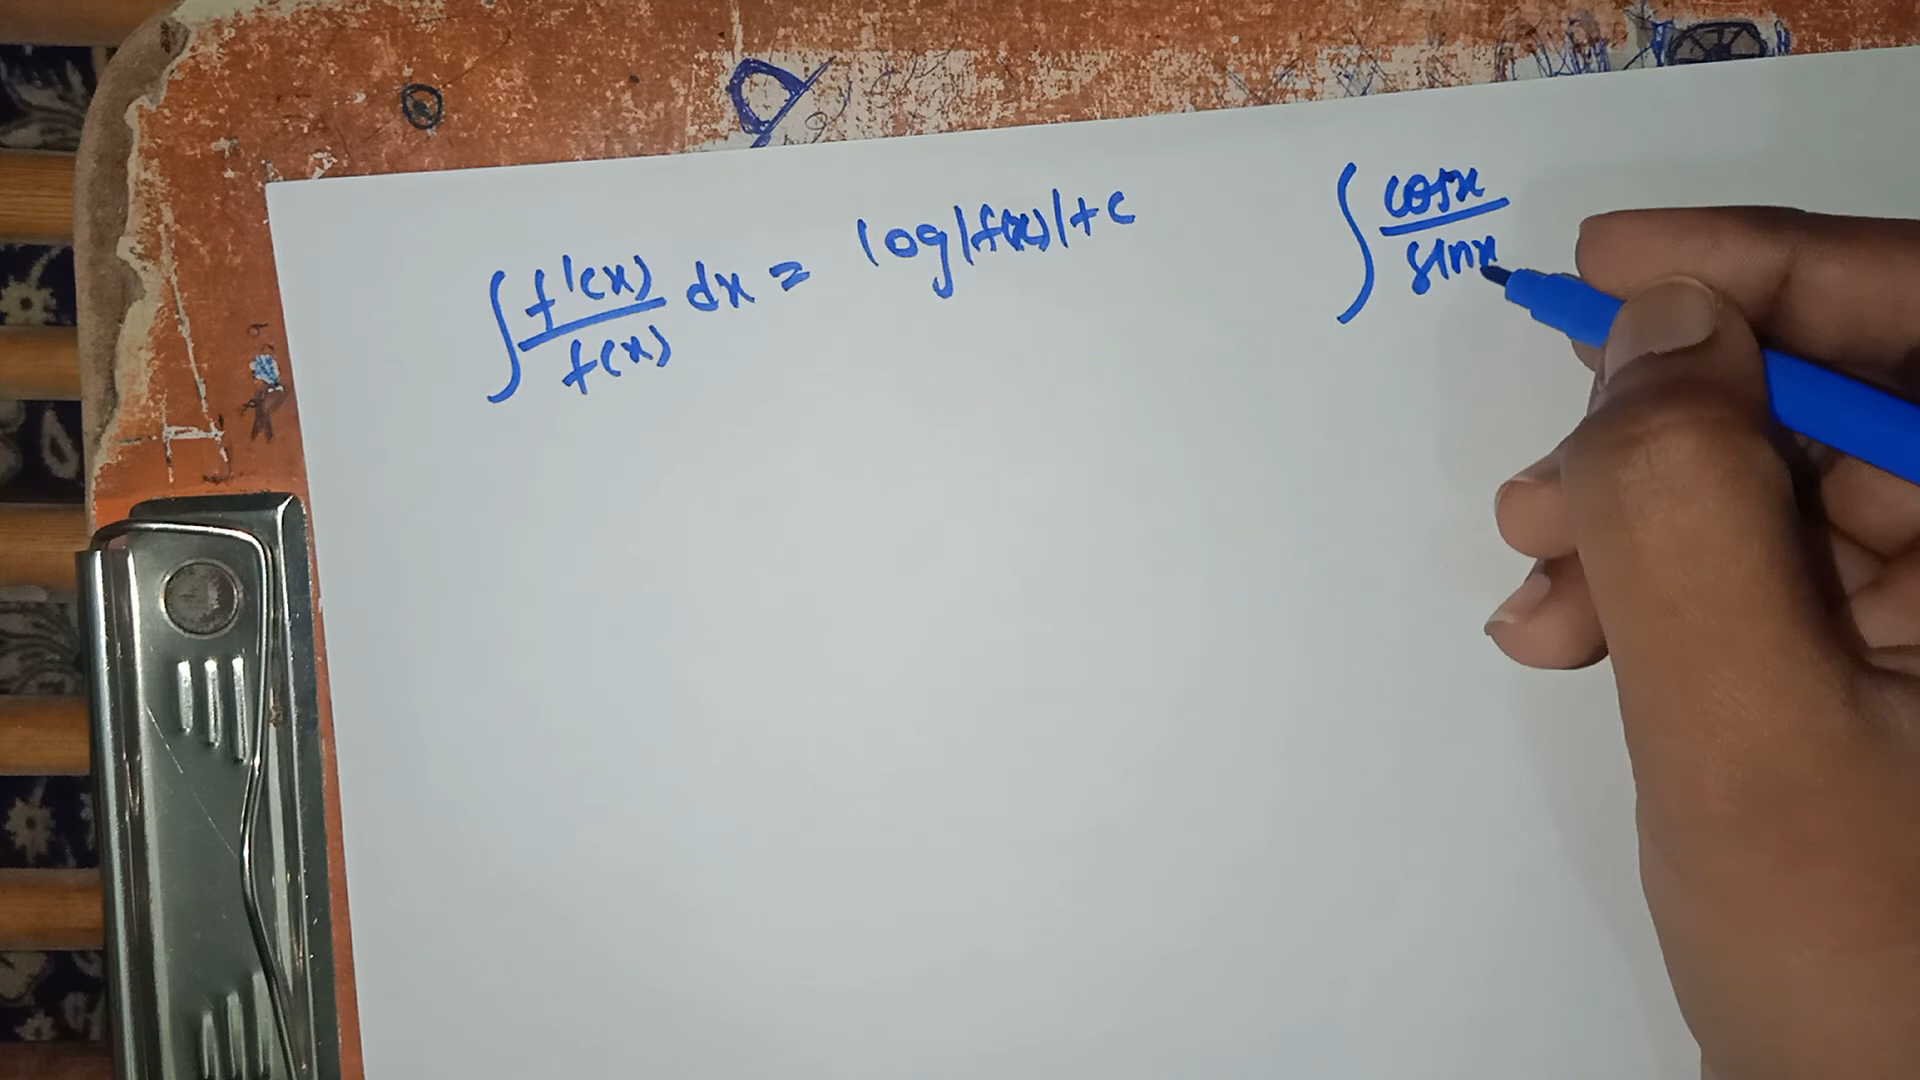 ∫ f'(x)/f(x) dx = log|f(x)|+c
∫ cosx/sinx